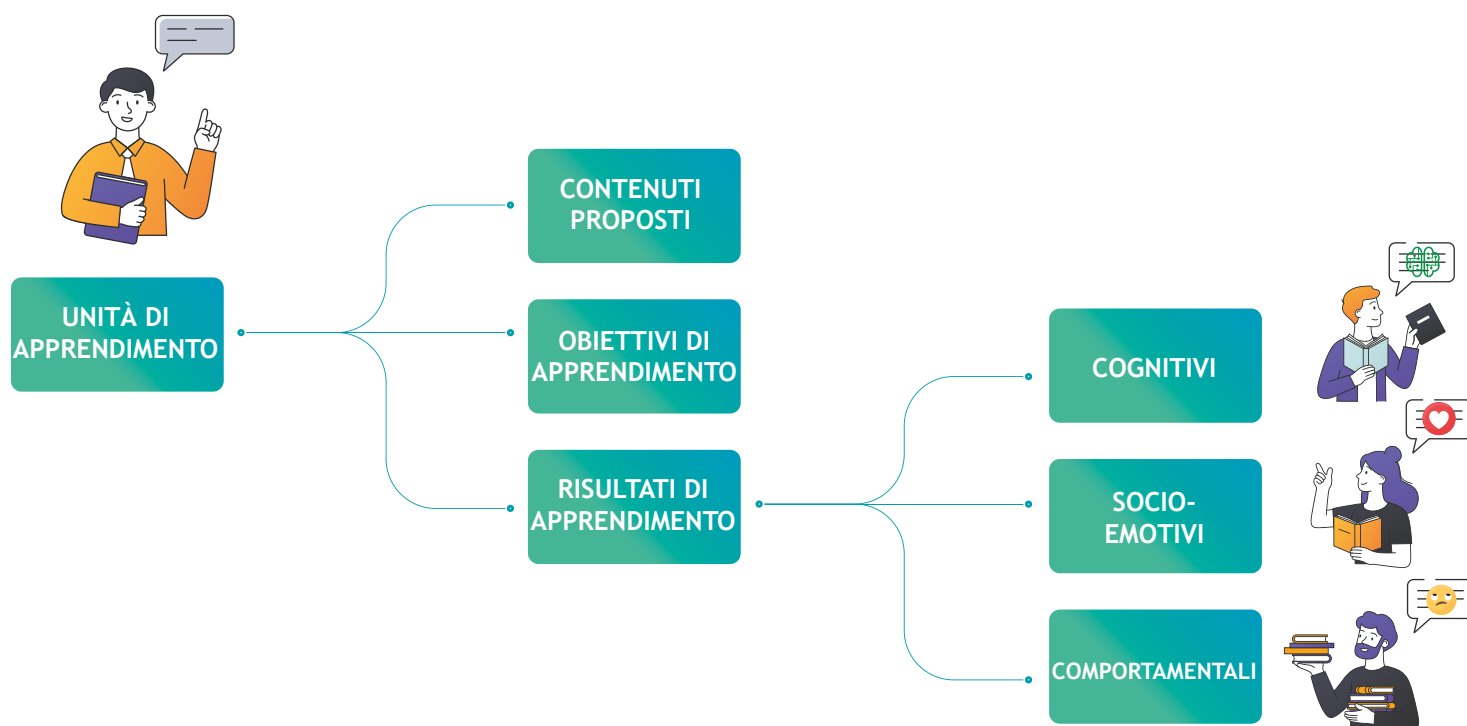 UNITÀ DI
APPRENDIMENTO
CONTENUTI
PROPOSTI
OBIETTIVI DI
APPRENDIMENTO
RISULTATI DI
APPRENDIMENTO
COGNITIVI
SOCIO-
EMOTIVI
COMPORTAMENTALI